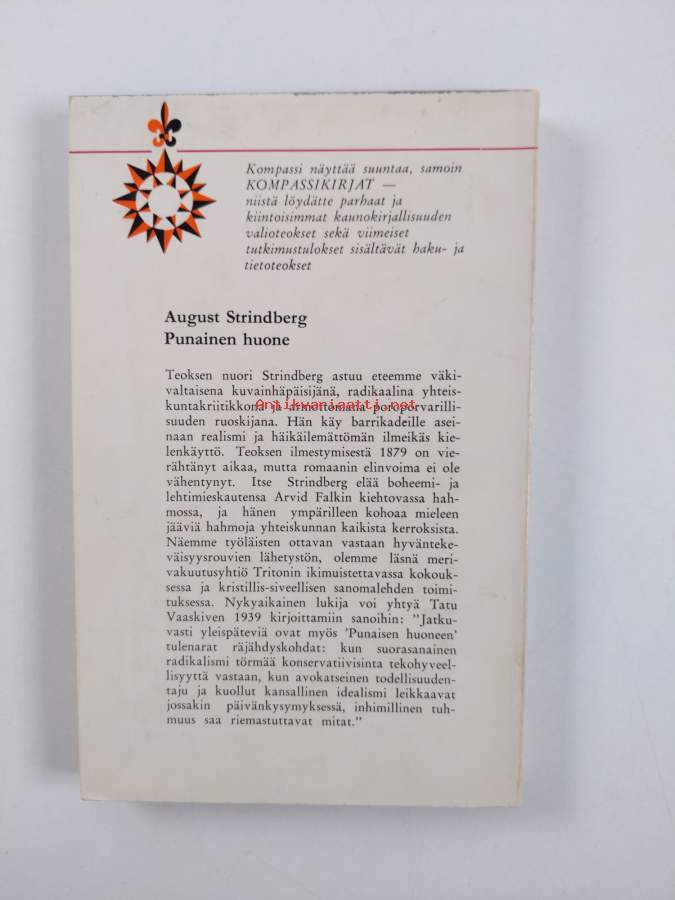 Kompassi näyttää suuntaa, samoin
KOMPASSIKIRJAT —
niistä löydätte parhaat ja
kiintoisimmat kaunokirjallisuuden
valioteokset sekä viimeiset
tutkimustulokset sisältävät haku- ja
tietoteokset
August Strindberg
Punainen huone
Teoksen nuori Strindberg astuu eteemme väki-
valtaisena kuvainhäpäisijänä, radikaalina yhteis-
kuntakriitikkona ja armottomana poroporvarilli-
Antikvariaatti.net
suuden ruoskijana. Hän käy barrikadeille asei-
naan realismi ja häikäilemättömän ilmeikäs kie-
lenkäyttö. Teoksen ilmestymisestä 1879 on vie-
rähtänyt aikaa, mutta romaanin elinvoima ei ole
vähentynyt. Itse Strindberg elää boheemi- ja
lehtimieskautensa Arvid Falkin kiehtovassa hah-
mossa, ja hänen ympärilleen kohoaa mieleen
jääviä hahmoja yhteiskunnan kaikista kerroksista.
Näemme työläisten ottavan vastaan hyvänteke-
väisyysrouvien lähetystön, olemme läsnä meri-
vakuutusyhtiö Tritonin ikimuistettavassa kokouk-
sessa ja kristillis-siveellisen sanomalehden toimi-
tuksessa. Nykyaikainen lukija voi yhtyä Tatu
Vaaskiven 1939 kirjoittamiin sanoihin: "Jatku-
vasti yleispäteviä ovat myös 'Punaisen huoneen'
tulenarat räjähdyskohdat: kun suorasanainen
radikalismi törmää konservatiivisinta tekohyveel-
lisyyttä vastaan, kun avokatseinen todellisuuden-
taju ja kuollut kansallinen idealismi leikkaavat
jossakin päivänkysymyksessä, inhimillinen tuh-
muus saa riemastuttavat mitat."